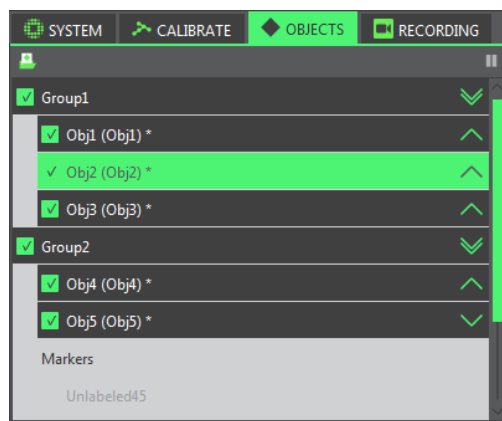 SYSTEM CALIBRATE OBJECTS RECORDING
Group1
Obj1 (Obj1) *
Obj2 (Obj2) *
Obj3 (Obj3) *
Group2
Obj4 (Obj4) *
Obj5 (Obj5) *
Markers
Unlabeled45